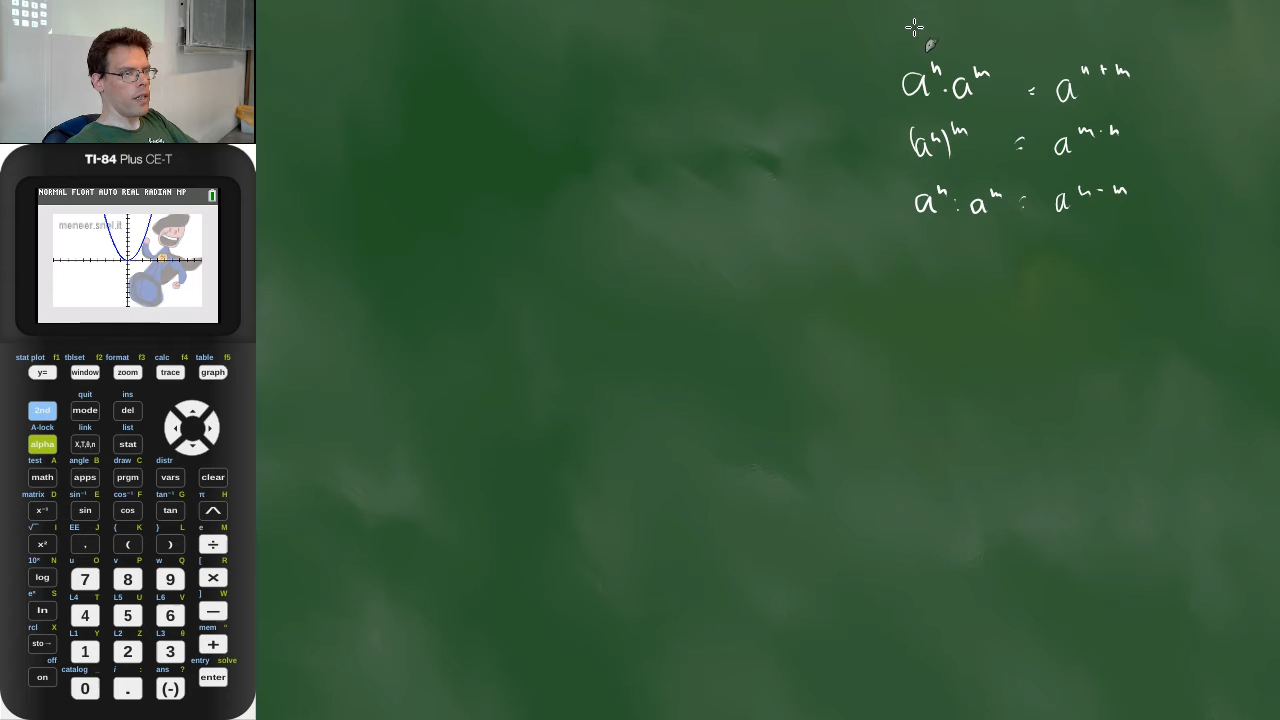 aⁿ · aᵐ = aⁿ⁺ᵐ
(aⁿ)ᵐ = aᵐ·ⁿ
aⁿ : aᵐ = aⁿ⁻ᵐ
TI-84 Plus CE-T
NORMAL FLOAT AUTO REAL RADIAN MP
meneer.snel.it
stat plot f1 tblset f2 format f3 calc f4 table f5
y= window zoom trace graph
quit ins
2nd mode del
A-lock link list
alpha X,T,θ,n stat
test A angle B draw C distr
math apps prgm vars clear
matrix D sin⁻¹ E cos⁻¹ F tan⁻¹ G π H
x⁻¹ sin cos tan ^
√‾ I EE J { K } L e M
x² , ( ) ÷
10ˣ N u O v P w Q [ R
log 7 8 9 ×
eˣ S L4 T L5 U L6 V ] W
ln 4 5 6 —
rcl X L1 Y L2 Z L3 θ mem "
sto→ 1 2 3 +
off catalog _ i : ans ? entry solve
on 0 . (-) enter